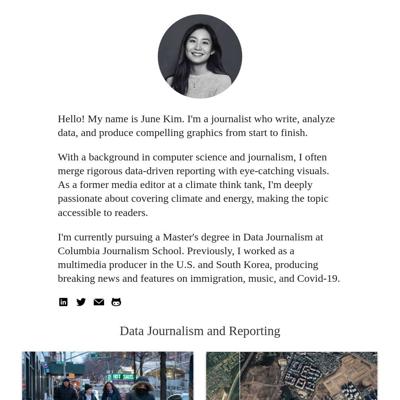 Hello! My name is June Kim. I'm a journalist who write, analyze
data, and produce compelling graphics from start to finish.
With a background in computer science and journalism, I often
merge rigorous data-driven reporting with eye-catching visuals.
As a former media editor at a climate think tank, I'm deeply
passionate about covering climate and energy, making the topic
accessible to readers.
I'm currently pursuing a Master's degree in Data Journalism at
Columbia Journalism School. Previously, I worked as a
multimedia producer in the U.S. and South Korea, producing
breaking news and features on immigration, music, and Covid-19.
Data Journalism and Reporting